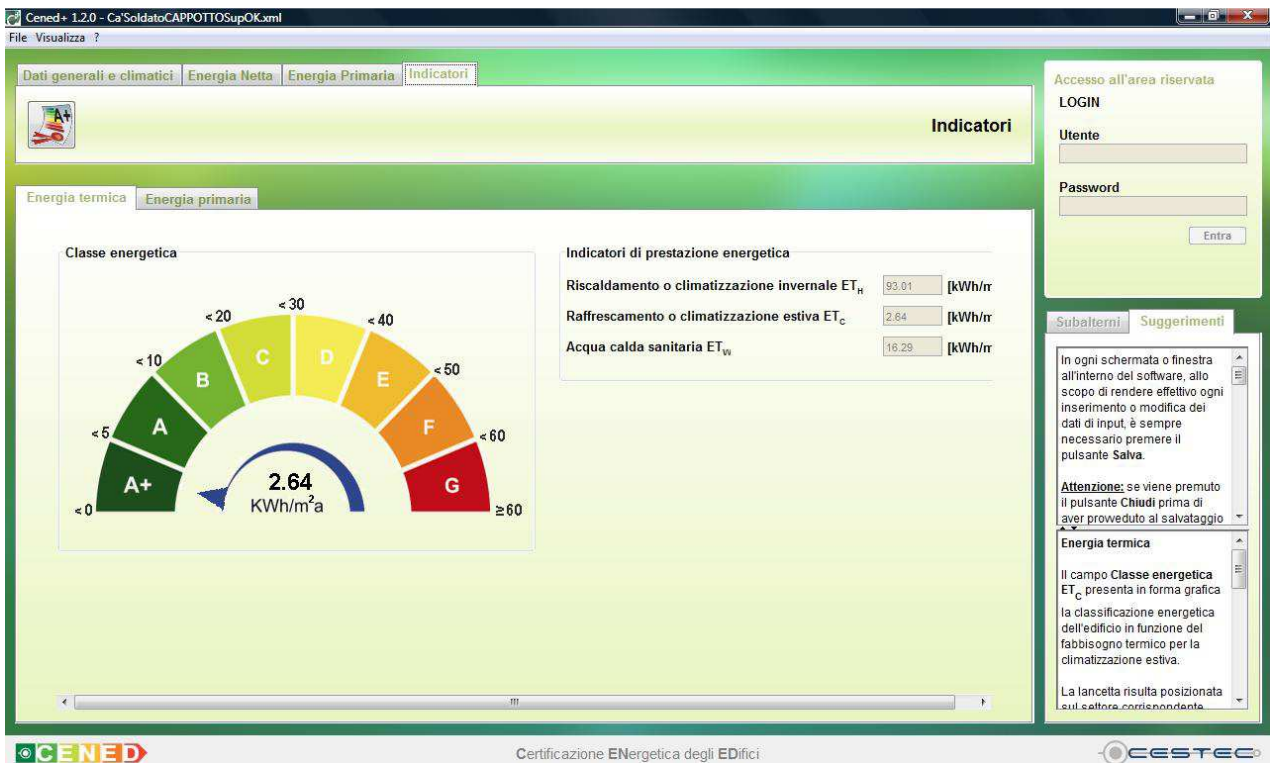 Cened+ 1.2.0 - Ca'SoldatoCAPPOTTOSupOK.xml
File Visualizza ?
Dati generali e climatici Energia Netta Energia Primaria Indicatori
A+
Indicatori
Energia termica Energia primaria
Classe energetica
<0
<5
<10
<20
<30
<40
<50
<60
≥60
A+
A
B
C
D
E
F
G
2.64
KWh/m²a
Indicatori di prestazione energetica
Riscaldamento o climatizzazione invernale ETH 93.01 [kWh/m
Raffrescamento o climatizzazione estiva ETC 2.64 [kWh/m
Acqua calda sanitaria ETW 16.29 [kWh/m
Accesso all'area riservata
LOGIN
Utente
Password
Entra
Subalterni Suggerimenti
In ogni schermata o finestra
all'interno del software, allo
scopo di rendere effettivo ogni
inserimento o modifica dei
dati di input, è sempre
necessario premere il
pulsante Salva.
Attenzione: se viene premuto
il pulsante Chiudi prima di
aver provveduto al salvataggio
Energia termica
Il campo Classe energetica
ETC presenta in forma grafica
la classificazione energetica
dell'edificio in funzione del
fabbisogno termico per la
climatizzazione estiva.
La lancetta risulta posizionata
sul settore corrispondente
CENED
Certificazione ENergetica degli EDifici
CESTEC